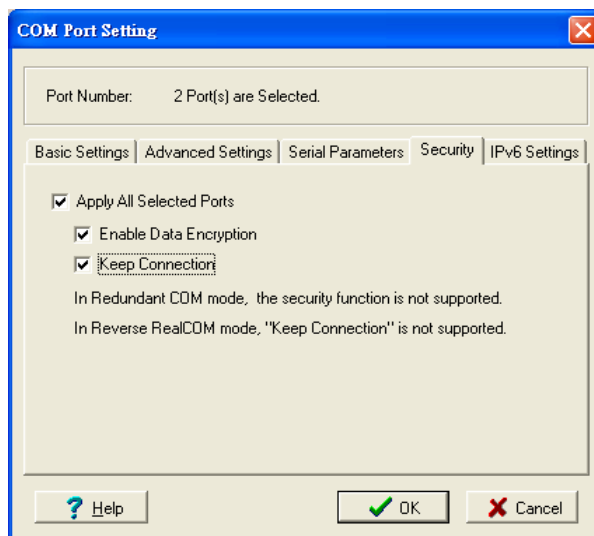 COM Port Setting
Port Number: 2 Port(s) are Selected.
Basic Settings Advanced Settings Serial Parameters Security IPv6 Settings
Apply All Selected Ports
Enable Data Encryption
Keep Connection
In Redundant COM mode, the security function is not supported.
In Reverse RealCOM mode, "Keep Connection" is not supported.
? Help OK Cancel